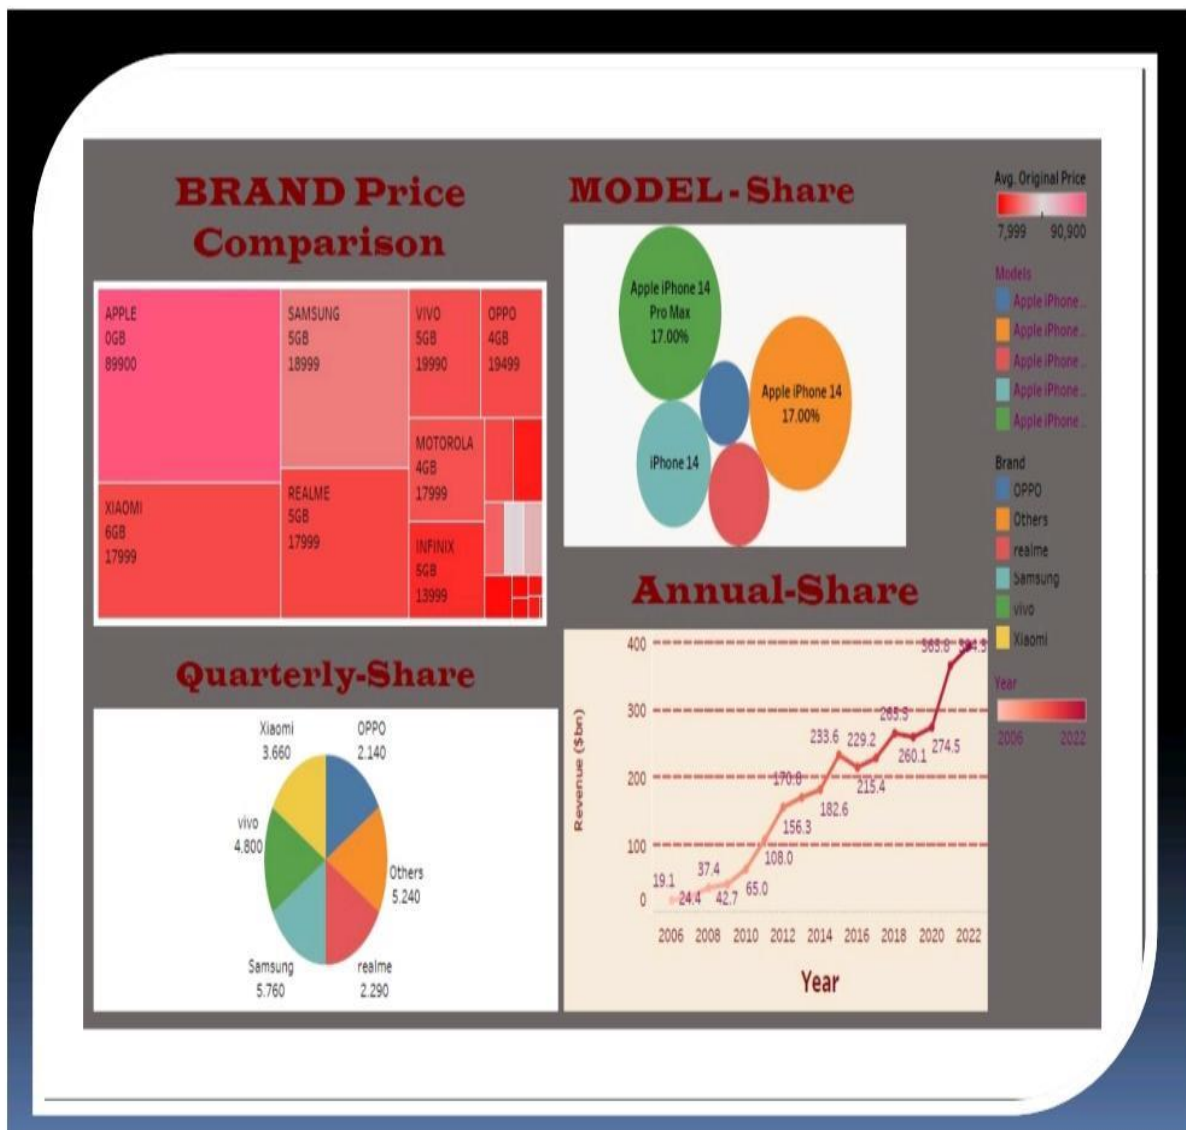 BRAND Price
Comparison
APPLE
0GB
89900
SAMSUNG
5GB
18999
VIVO
5GB
19990
OPPO
4GB
19499
XIAOMI
6GB
17999
REALME
5GB
17999
MOTOROLA
4GB
17999
INFINIX
5GB
13999
MODEL - Share
Apple iPhone 14
Pro Max
17.00%
Apple iPhone 14
17.00%
iPhone 14
Avg. Original Price
7,999 90,900
Models
Apple iPhone ..
Apple iPhone ..
Apple iPhone ..
Apple iPhone ..
Apple iPhone ..
Brand
OPPO
Others
realme
Samsung
vivo
Xiaomi
Year
2006 2022
Quarterly-Share
Xiaomi
3.660
OPPO
2.140
vivo
4.800
Others
5.240
Samsung
5.760
realme
2.290
Annual-Share
Revenue ($bn)
400
300
200
100
0
19.1
24.4
37.4
42.7
65.0
108.0
156.3
170.8
182.6
233.6
215.4
229.2
265.5
260.1
274.5
365.8
2006 2008 2010 2012 2014 2016 2018 2020 2022
Year